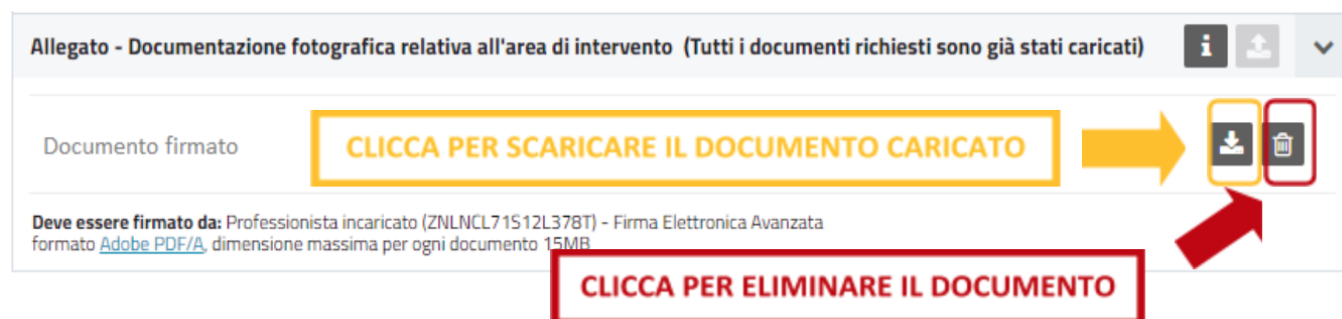 Allegato - Documentazione fotografica relativa all'area di intervento (Tutti i documenti richiesti sono già stati caricati)
Documento firmato
CLICCA PER SCARICARE IL DOCUMENTO CARICATO
Deve essere firmato da: Professionista incaricato (ZNLNCL71S12L378T) - Firma Elettronica Avanzata
formato Adobe PDF/A, dimensione massima per ogni documento 15MB
CLICCA PER ELIMINARE IL DOCUMENTO